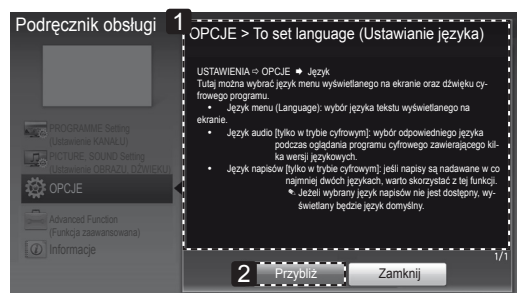 Podręcznik obsługi
1
OPCJE > To set language (Ustawianie języka)
USTAWIENIA ⇨ OPCJE ➧ Język
Tutaj można wybrać język menu wyświetlanego na ekranie oraz dźwięku cy-
frowego programu.
• Język menu (Language): wybór języka tekstu wyświetlanego na
ekranie.
• Język audio [tylko w trybie cyfrowym]: wybór odpowiedniego języka
podczas oglądania programu cyfrowego zawierającego kil-
ka wersji językowych.
• Język napisów [tylko w trybie cyfrowym]: jeśli napisy są nadawane w co
najmniej dwóch językach, warto skorzystać z tej funkcji.
✎ Jeżeli wybrany język napisów nie jest dostępny, wy-
świetlany będzie język domyślny.
PROGRAMME Setting
(Ustawienie KANAŁU)
PICTURE, SOUND Setting
(Ustawienie OBRAZU, DŹWIĘKU)
OPCJE
Advanced Function
(Funkcja zaawansowana)
Informacje
1/1
2
Przybliż
Zamknij